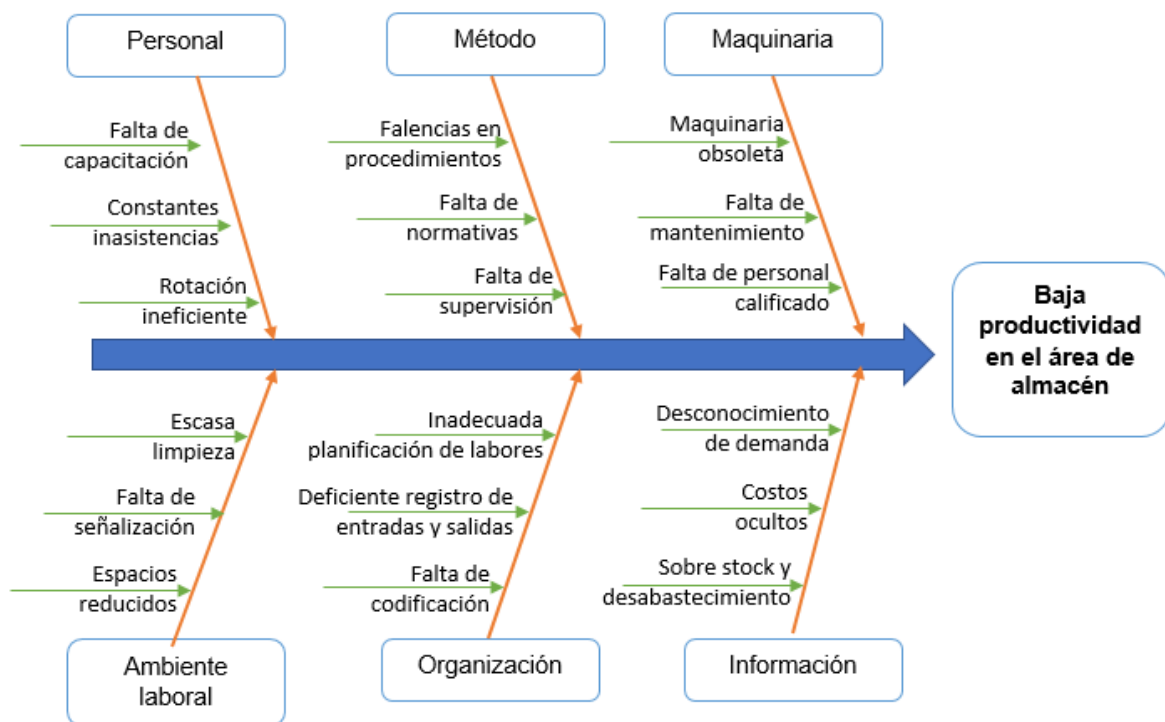 Personal
Método
Maquinaria
Falta de
capacitación
Constantes
inasistencias
Rotación
ineficiente
Falencias en
procedimientos
Falta de
normativas
Falta de
supervisión
Maquinaria
obsoleta
Falta de
mantenimiento
Falta de personal
calificado
Baja
productividad
en el área de
almacén
Escasa
limpieza
Falta de
señalización
Espacios
reducidos
Inadecuada
planificación de labores
Deficiente registro de
entradas y salidas
Falta de
codificación
Desconocimiento
de demanda
Costos
ocultos
Sobre stock y
desabastecimiento
Ambiente
laboral
Organización
Información